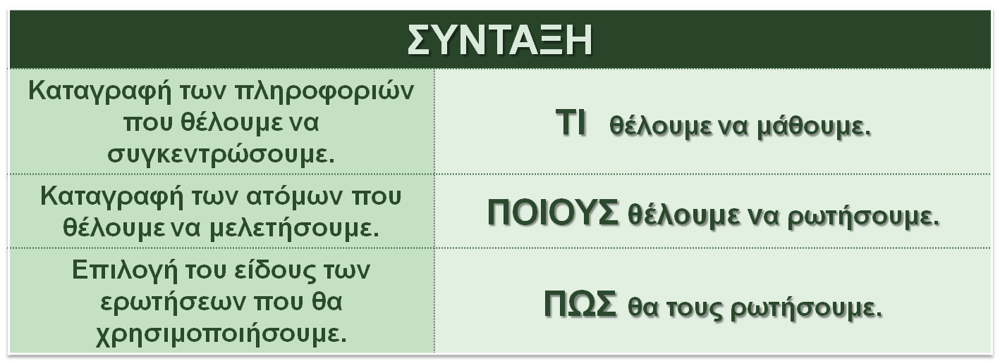 ΣΥΝΤΑΞΗ
Καταγραφή των πληροφοριών
που θέλουμε να
συγκεντρώσουμε.
ΤΙ θέλουμε να μάθουμε.
Καταγραφή των ατόμων που
θέλουμε να μελετήσουμε.
ΠΟΙΟΥΣ θέλουμε να ρωτήσουμε.
Επιλογή του είδους των
ερωτήσεων που θα
χρησιμοποιήσουμε.
ΠΩΣ θα τους ρωτήσουμε.